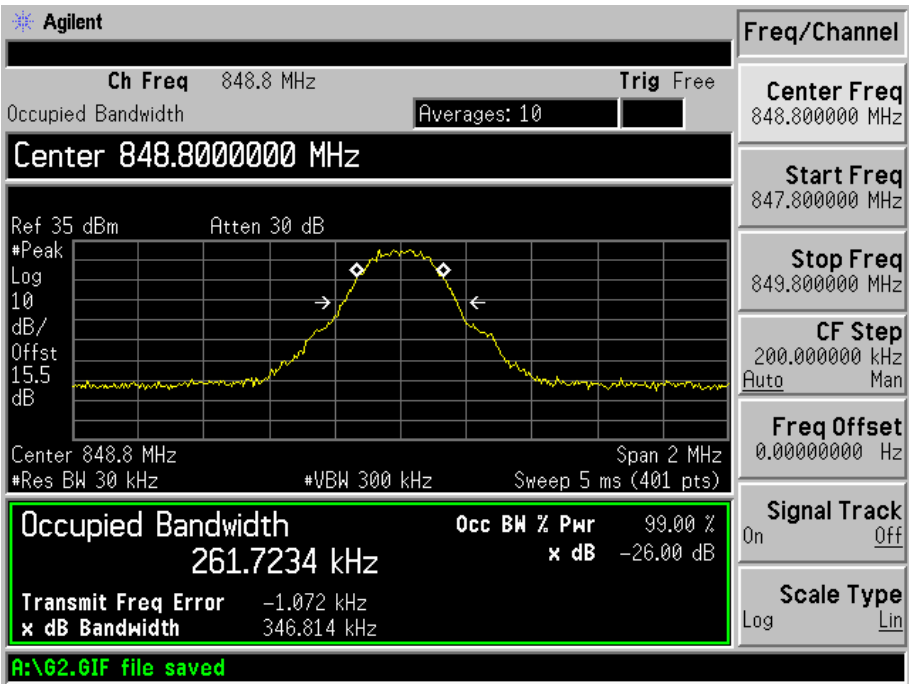 Agilent
Freq/Channel
Ch Freq 848.8 MHz Trig Free
Occupied Bandwidth Averages: 10
Center 848.8000000 MHz
Ref 35 dBm Atten 30 dB
#Peak
Log
10
dB/
Offst
15.5
dB
Center 848.8 MHz Span 2 MHz
#Res BW 30 kHz #VBW 300 kHz Sweep 5 ms (401 pts)
Occupied Bandwidth Occ BW % Pwr 99.00 %
261.7234 kHz x dB -26.00 dB
Transmit Freq Error -1.072 kHz
x dB Bandwidth 346.814 kHz
A:\G2.GIF file saved
Center Freq
848.800000 MHz
Start Freq
847.800000 MHz
Stop Freq
849.800000 MHz
CF Step
200.000000 kHz
Auto Man
Freq Offset
0.00000000 Hz
Signal Track
On Off
Scale Type
Log Lin